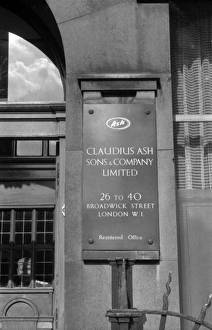 Ash
CLAUDIUS ASH
SONS & COMPANY
LIMITED
26 TO 40
BROADWICK STREET
LONDON W.1.
Registered Office